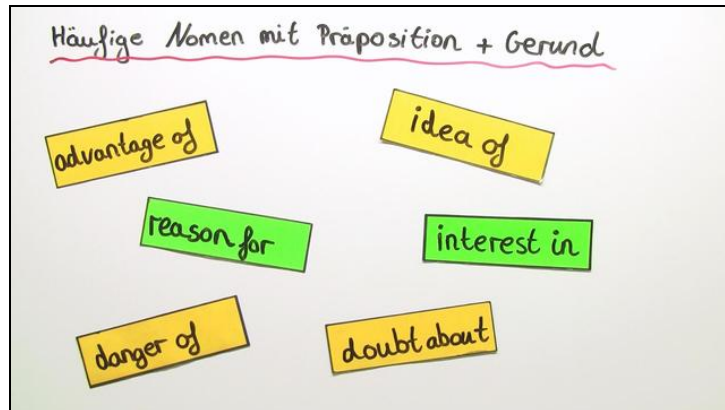 Häufige Nomen mit Präposition + Gerund
advantage of
idea of
reason for
interest in
danger of
doubt about